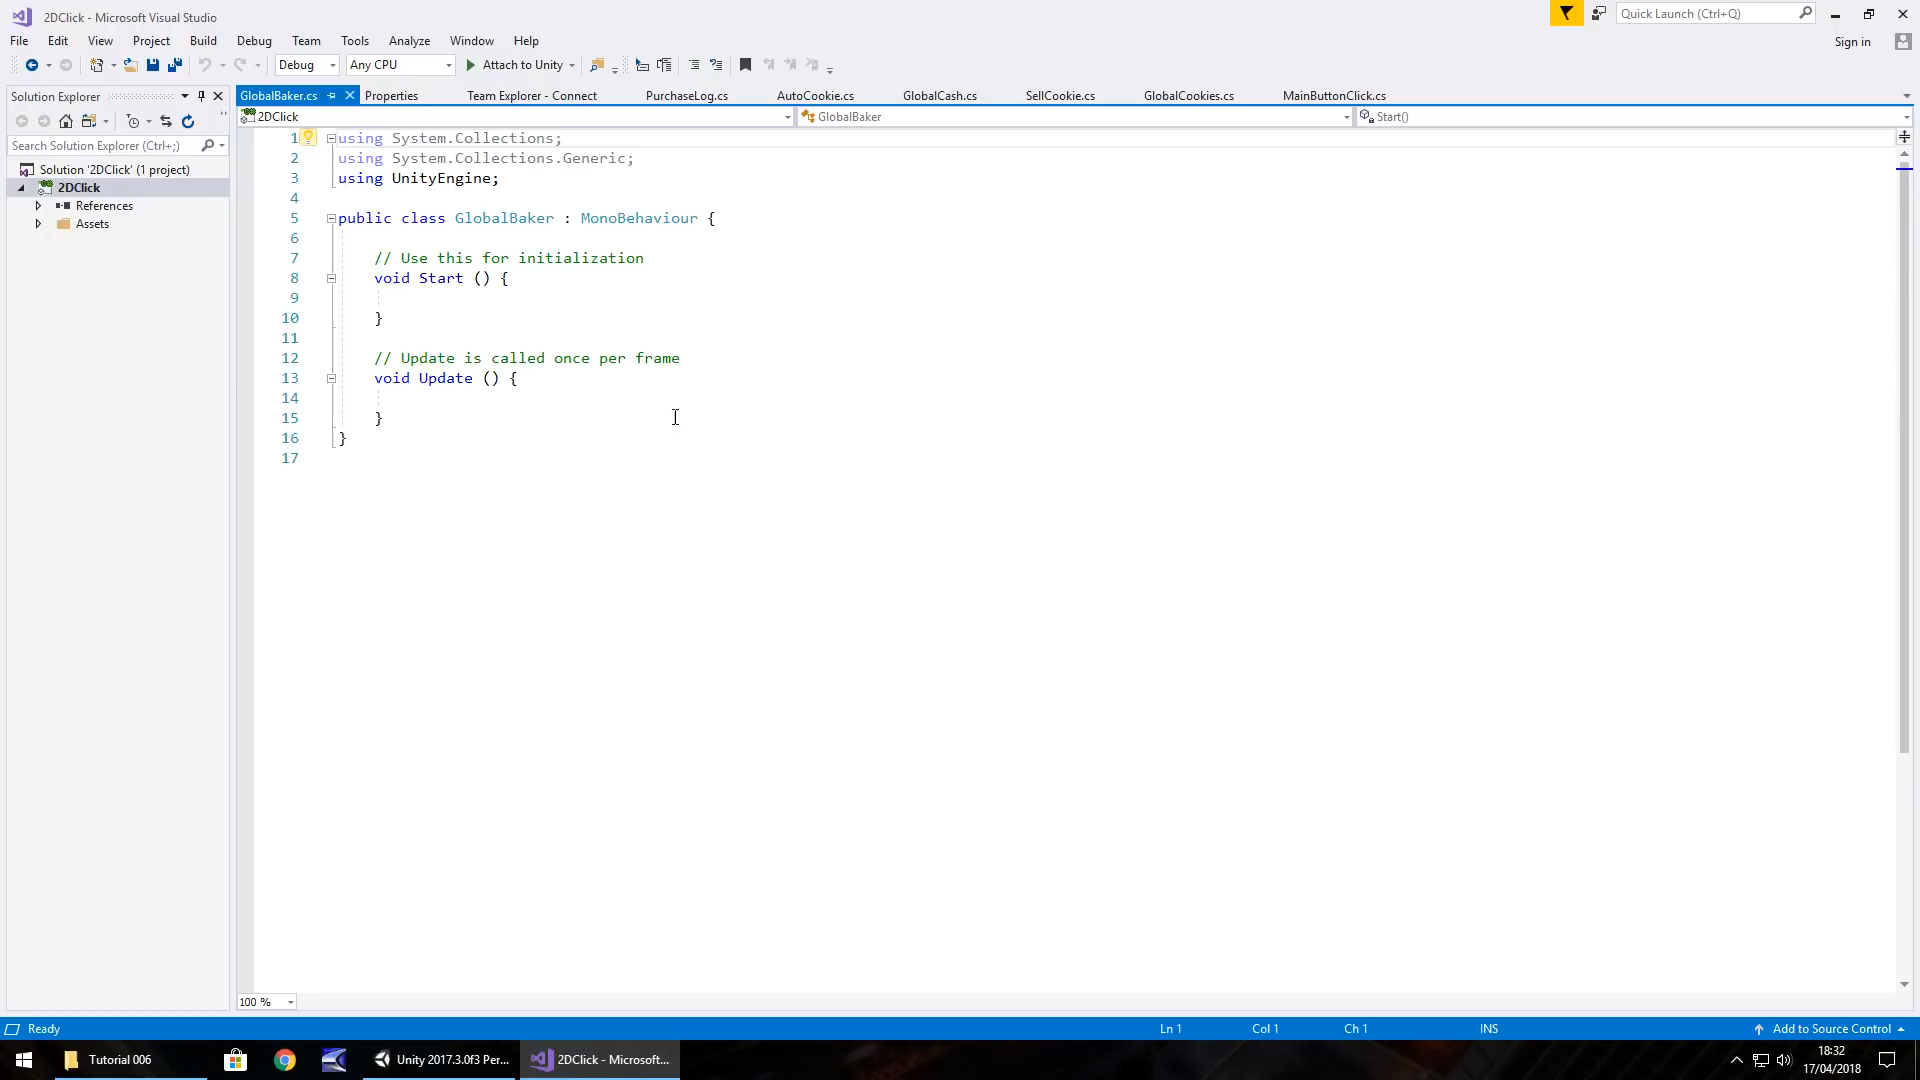 2DClick - Microsoft Visual Studio
Quick Launch (Ctrl+Q)
File Edit View Project Build Debug Team Tools Analyze Window Help
Sign in
Debug Any CPU Attach to Unity
Solution Explorer
GlobalBaker.cs Properties Team Explorer - Connect PurchaseLog.cs AutoCookie.cs GlobalCash.cs SellCookie.cs GlobalCookies.cs MainButtonClick.cs
2DClick GlobalBaker Start()
Search Solution Explorer (Ctrl+;)
Solution '2DClick' (1 project)
2DClick
References
Assets
1 using System.Collections;
2 using System.Collections.Generic;
3 using UnityEngine;
4
5 public class GlobalBaker : MonoBehaviour {
6
7 // Use this for initialization
8 void Start () {
9
10 }
11
12 // Update is called once per frame
13 void Update () {
14
15 }
16 }
17
100 %
Ready Ln 1 Col 1 Ch 1 INS Add to Source Control
Tutorial 006 Unity 2017.3.0f3 Per... 2DClick - Microsoft...
18:32
17/04/2018